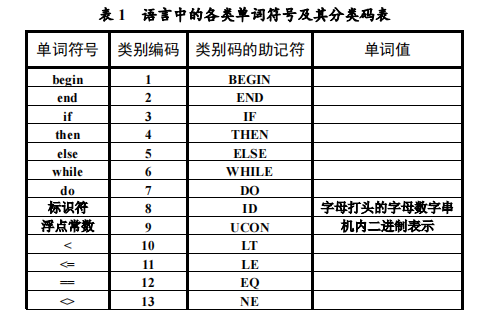 表 1 语言中的各类单词符号及其分类码表
单词符号 类别编码 类别码的助记符 单词值
begin 1 BEGIN
end 2 END
if 3 IF
then 4 THEN
else 5 ELSE
while 6 WHILE
do 7 DO
标识符 8 ID 字母打头的字母数字串
浮点常数 9 UCON 机内二进制表示
< 10 LT
<= 11 LE
== 12 EQ
<> 13 NE